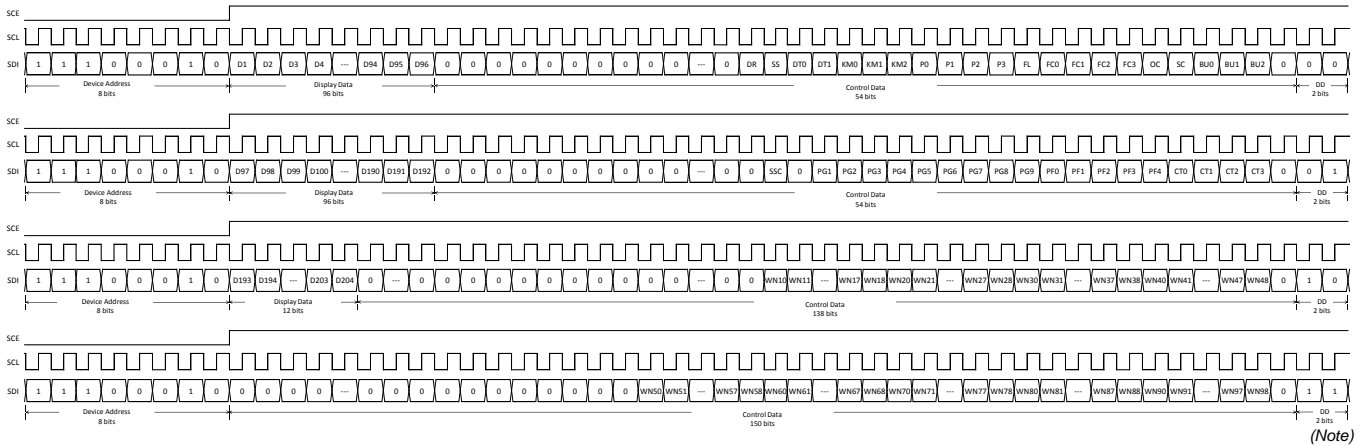 SCE
SCL
SDI 1 1 1 0 0 0 1 0 D1 D2 D3 D4 --- D94 D95 D96 0 0 0 0 0 0 0 0 0 0 --- 0 DR SS DT0 DT1 KM0 KM1 KM2 P0 P1 P2 P3 FL FC0 FC1 FC2 FC3 OC SC BU0 BU1 BU2 0 0 0
Device Address Display Data Control Data DD
8 bits 96 bits 54 bits 2 bits
SCE
SCL
SDI 1 1 1 0 0 0 1 0 D97 D98 D99 D100 --- D190 D191 D192 0 0 0 0 0 0 0 0 0 0 --- 0 0 SSC 0 PG1 PG2 PG3 PG4 PG5 PG6 PG7 PG8 PG9 PF0 PF1 PF2 PF3 PF4 CT0 CT1 CT2 CT3 0 0 1
Device Address Display Data Control Data DD
8 bits 96 bits 54 bits 2 bits
SCE
SCL
SDI 1 1 1 0 0 0 1 0 D193 D194 --- D203 D204 0 --- 0 0 0 0 0 0 0 0 0 0 0 --- 0 0 WN10 WN11 --- WN17 WN18 WN20 WN21 --- WN27 WN28 WN30 WN31 --- WN37 WN38 WN40 WN41 --- WN47 WN48 0 1 0
Device Address Display Data Control Data DD
8 bits 12 bits 138 bits 2 bits
SCE
SCL
SDI 1 1 1 0 0 0 1 0 0 0 0 0 --- 0 0 0 0 0 0 0 0 0 0 0 WN50 WN51 --- WN57 WN58 WN60 WN61 --- WN67 WN68 WN70 WN71 --- WN77 WN78 WN80 WN81 --- WN87 WN88 WN90 WN91 --- WN97 WN98 0 1 1
Device Address Control Data DD
8 bits 150 bits 2 bits
(Note)